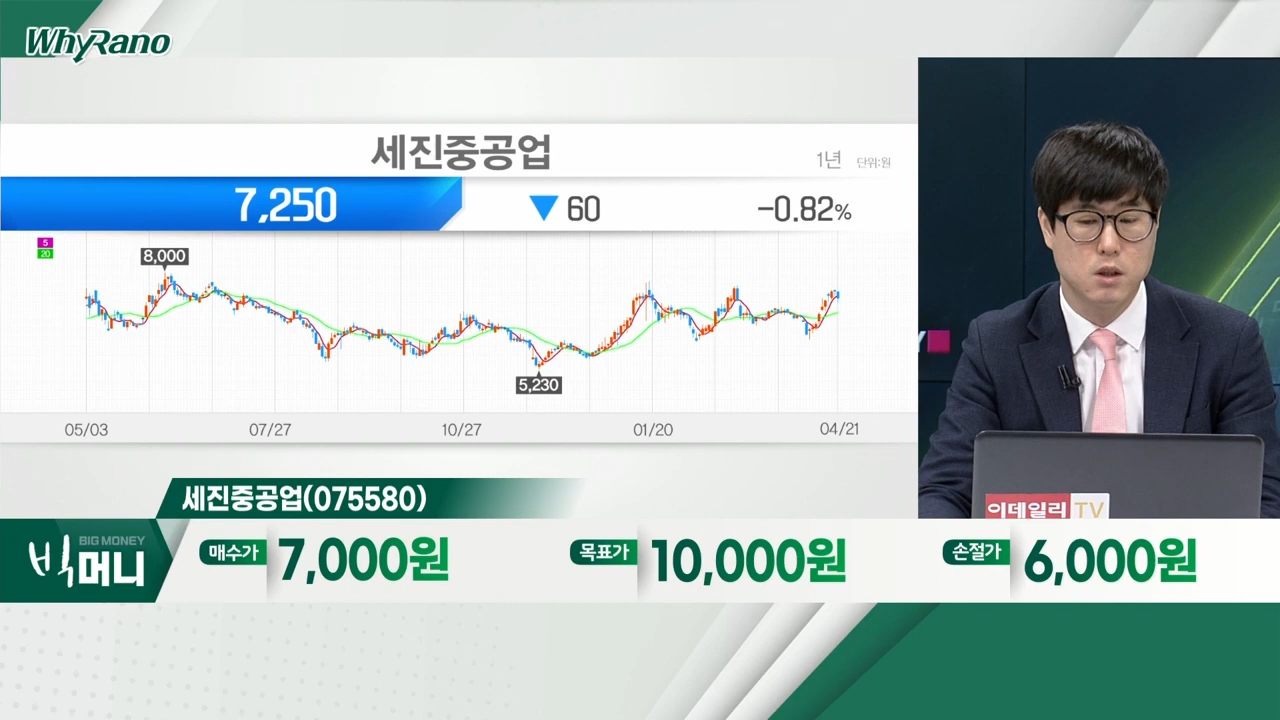 WhyRano
세진중공업
1년 단위:원
7,250 ▼60 -0.82%
5
20
8,000
5,230
05/03 07/27 10/27 01/20 04/21
Y
이데일리TV
세진중공업(075580)
BIG MONEY
빅머니
매수가 7,000원 목표가 10,000원 손절가 6,000원